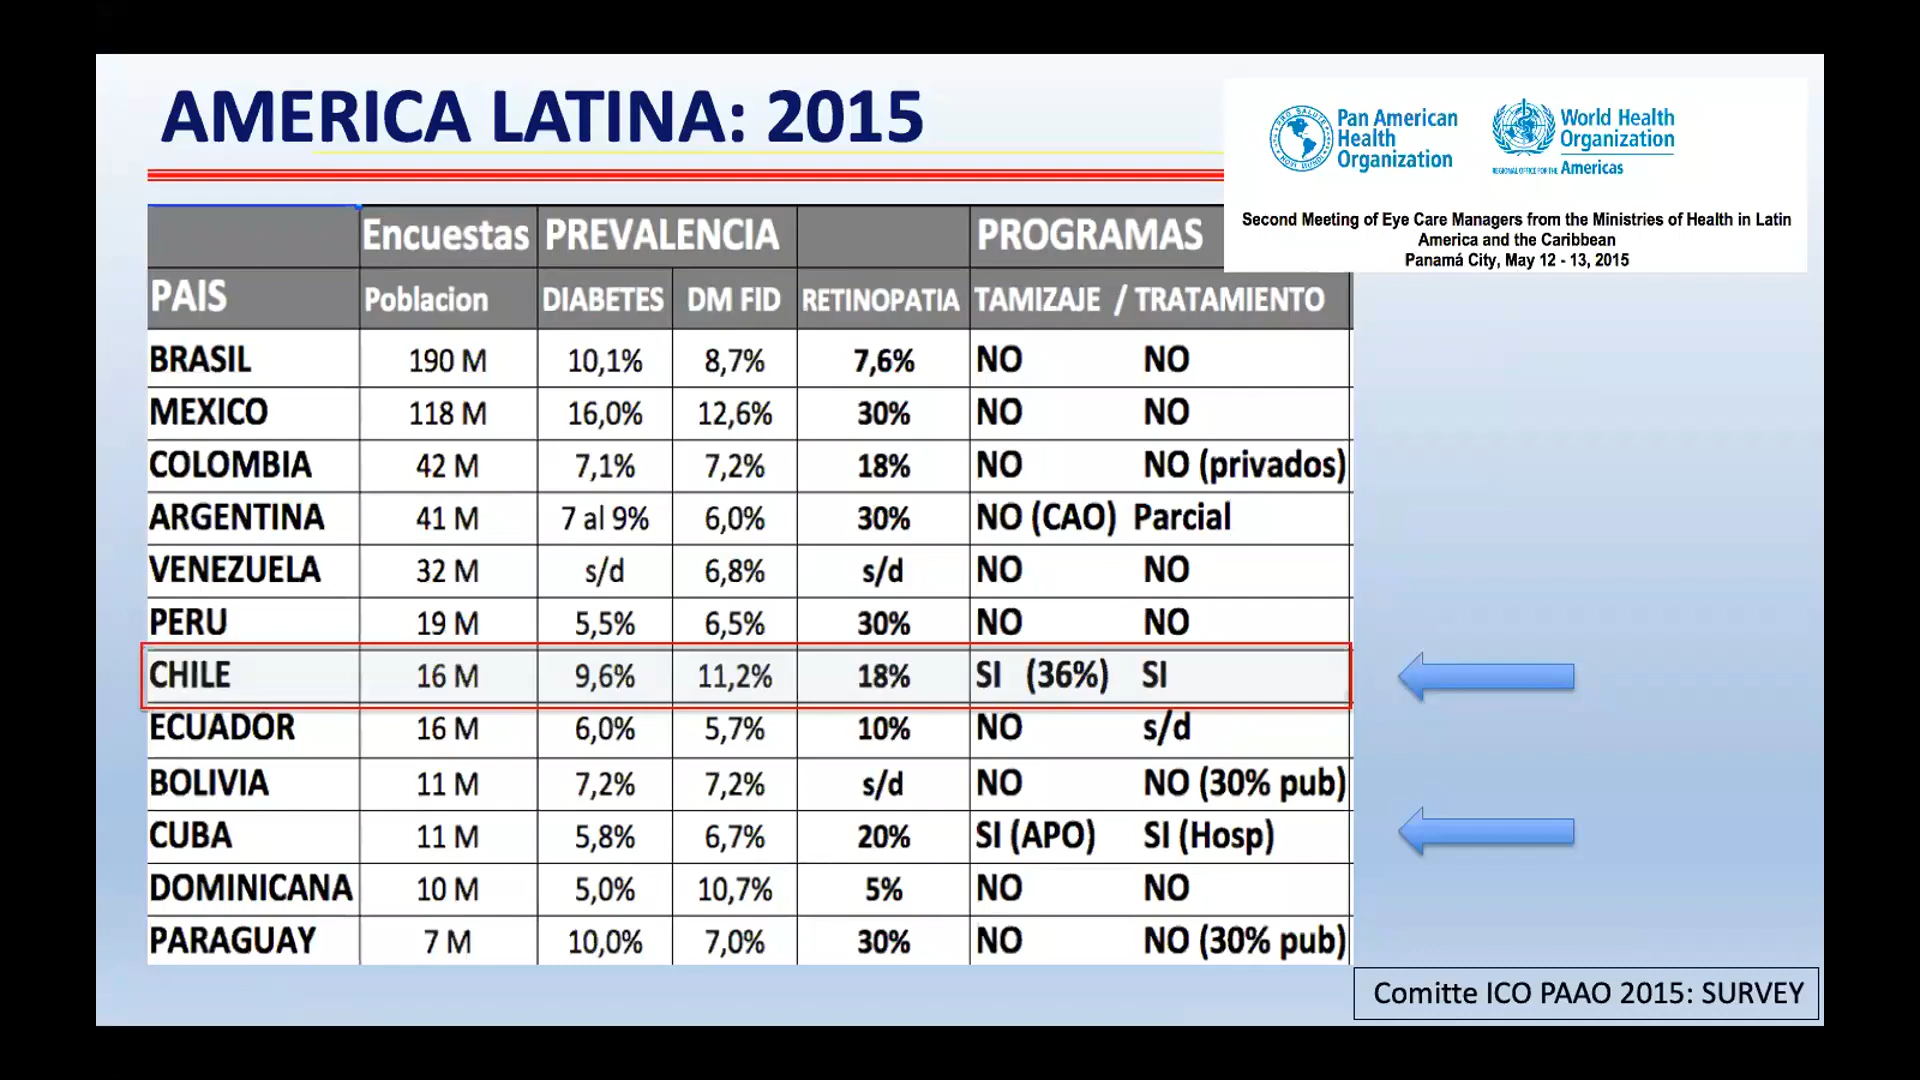 AMERICA LATINA: 2015
Pan American
Health
Organization
World Health
Organization
REGIONAL OFFICE FOR THE Americas
Second Meeting of Eye Care Managers from the Ministries of Health in Latin
America and the Caribbean
Panamá City, May 12 - 13, 2015
Encuestas PREVALENCIA PROGRAMAS
PAIS Poblacion DIABETES DM FID RETINOPATIA TAMIZAJE / TRATAMIENTO
BRASIL 190 M 10,1% 8,7% 7,6% NO NO
MEXICO 118 M 16,0% 12,6% 30% NO NO
COLOMBIA 42 M 7,1% 7,2% 18% NO NO (privados)
ARGENTINA 41 M 7 al 9% 6,0% 30% NO (CAO) Parcial
VENEZUELA 32 M s/d 6,8% s/d NO NO
PERU 19 M 5,5% 6,5% 30% NO NO
CHILE 16 M 9,6% 11,2% 18% SI (36%) SI
ECUADOR 16 M 6,0% 5,7% 10% NO s/d
BOLIVIA 11 M 7,2% 7,2% s/d NO NO (30% pub)
CUBA 11 M 5,8% 6,7% 20% SI (APO) SI (Hosp)
DOMINICANA 10 M 5,0% 10,7% 5% NO NO
PARAGUAY 7 M 10,0% 7,0% 30% NO NO (30% pub)
Comitte ICO PAAO 2015: SURVEY